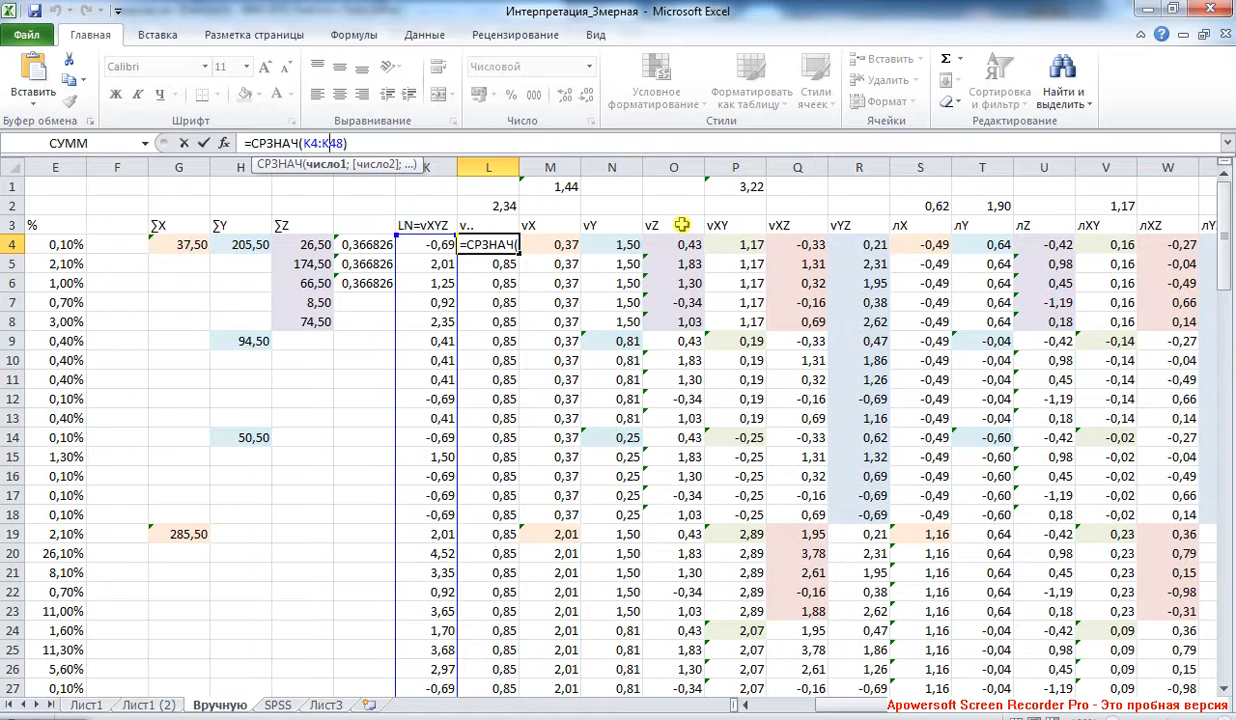 Интерпретация_3мерная - Microsoft Excel
Файл Главная Вставка Разметка страницы Формулы Данные Рецензирование Вид
Вставить Calibri 11 Числовой Условное форматирование Форматировать как таблицу Стили ячеек Вставить Удалить Формат Сортировка и фильтр Найти и выделить
Буфер обмена Шрифт Выравнивание Число Стили Ячейки Редактирование
СУММ =СРЗНАЧ(K4:K48)
СРЗНАЧ(число1; [число2]; ...)
E F G H I K L M N O P Q R S T U V W
1 1,44 3,22
2 2,34 0,62 1,90 1,17
3 % ∑X ∑Y ∑Z LN=vXYZ v.. vX vY vZ vXY vXZ vYZ лX лY лZ лXY лXZ лY
4 0,10% 37,50 205,50 26,50 0,366826 -0,69 =СРЗНАЧ( 0,37 1,50 0,43 1,17 -0,33 0,21 -0,49 0,64 -0,42 0,16 -0,27
5 2,10% 174,50 0,366826 2,01 0,85 0,37 1,50 1,83 1,17 1,31 2,31 -0,49 0,64 0,98 0,16 -0,04
6 1,00% 66,50 0,366826 1,25 0,85 0,37 1,50 1,30 1,17 0,32 1,95 -0,49 0,64 0,45 0,16 -0,49
7 0,70% 8,50 0,92 0,85 0,37 1,50 -0,34 1,17 -0,16 0,38 -0,49 0,64 -1,19 0,16 0,66
8 3,00% 74,50 2,35 0,85 0,37 1,50 1,03 1,17 0,69 2,62 -0,49 0,64 0,18 0,16 0,14
9 0,40% 94,50 0,41 0,85 0,37 0,81 0,43 0,19 -0,33 0,47 -0,49 -0,04 -0,42 -0,14 -0,27
10 0,40% 0,41 0,85 0,37 0,81 1,83 0,19 1,31 1,86 -0,49 -0,04 0,98 -0,14 -0,04
11 0,40% 0,41 0,85 0,37 0,81 1,30 0,19 0,32 1,26 -0,49 -0,04 0,45 -0,14 -0,49
12 0,10% -0,69 0,85 0,37 0,81 -0,34 0,19 -0,16 -0,69 -0,49 -0,04 -1,19 -0,14 0,66
13 0,40% 0,41 0,85 0,37 0,81 1,03 0,19 0,69 1,16 -0,49 -0,04 0,18 -0,14 0,14
14 0,10% 50,50 -0,69 0,85 0,37 0,25 0,43 -0,25 -0,33 0,62 -0,49 -0,60 -0,42 -0,02 -0,27
15 1,30% 1,50 0,85 0,37 0,25 1,83 -0,25 1,31 1,32 -0,49 -0,60 0,98 -0,02 -0,04
16 0,10% -0,69 0,85 0,37 0,25 1,30 -0,25 0,32 0,69 -0,49 -0,60 0,45 -0,02 -0,49
17 0,10% -0,69 0,85 0,37 0,25 -0,34 -0,25 -0,16 -0,69 -0,49 -0,60 -1,19 -0,02 0,66
18 0,10% -0,69 0,85 0,37 0,25 1,03 -0,25 0,69 -0,69 -0,49 -0,60 0,18 -0,02 0,14
19 2,10% 285,50 2,01 0,85 2,01 1,50 0,43 2,89 1,95 0,21 1,16 0,64 -0,42 0,23 0,36
20 26,10% 4,52 0,85 2,01 1,50 1,83 2,89 3,78 2,31 1,16 0,64 0,98 0,23 0,79
21 8,10% 3,35 0,85 2,01 1,50 1,30 2,89 2,61 1,95 1,16 0,64 0,45 0,23 0,15
22 0,70% 0,92 0,85 2,01 1,50 -0,34 2,89 -0,16 0,38 1,16 0,64 -1,19 0,23 -0,98
23 11,00% 3,65 0,85 2,01 1,50 1,03 2,89 1,88 2,62 1,16 0,64 0,18 0,23 -0,31
24 1,60% 1,70 0,85 2,01 0,81 0,43 2,07 1,95 0,47 1,16 -0,04 -0,42 0,09 0,36
25 11,30% 3,68 0,85 2,01 0,81 1,83 2,07 3,78 1,86 1,16 -0,04 0,98 0,09 0,79
26 5,60% 2,97 0,85 2,01 0,81 1,30 2,07 2,61 1,26 1,16 -0,04 0,45 0,09 0,15
27 0,10% -0,69 0,85 2,01 0,81 -0,34 2,07 -0,16 -0,69 1,16 -0,04 -1,19 0,09 -0,98
Лист1 Лист1 (2) Вручную SPSS Лист3
Apowersoft Screen Recorder Pro - Это пробная версия